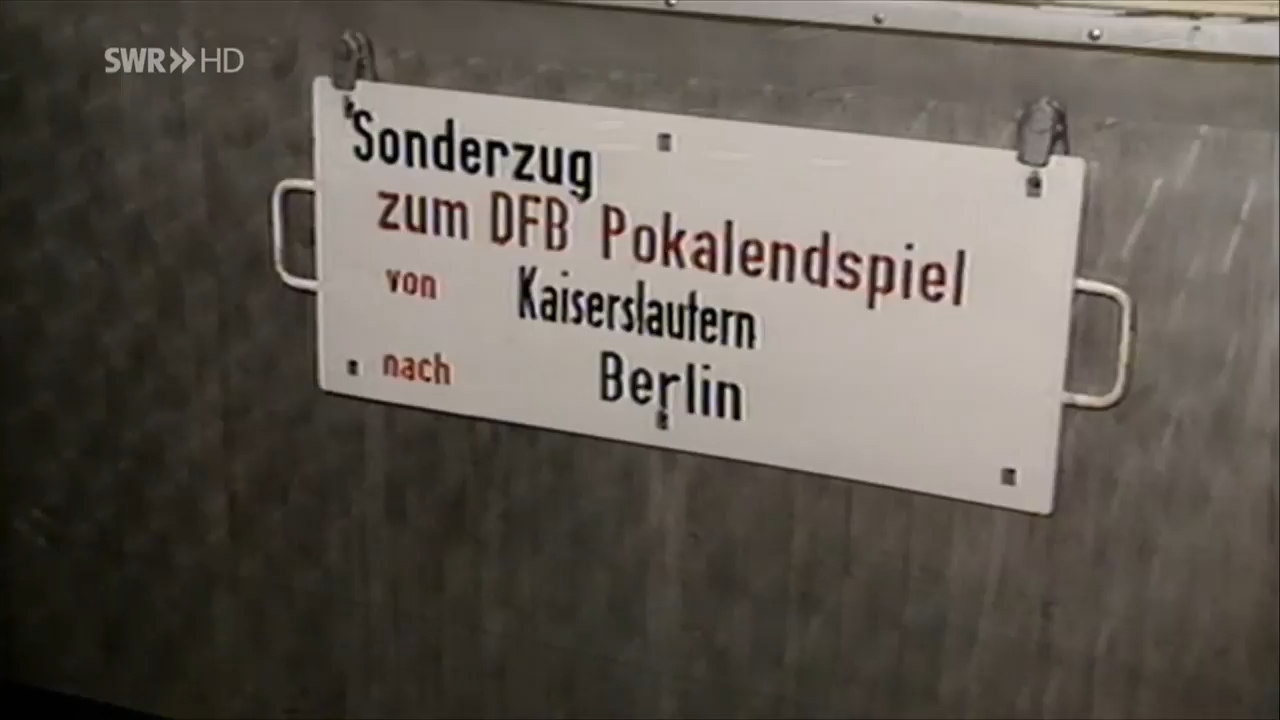 SWR»HD
Sonderzug
zum DFB Pokalendspiel
von Kaiserslautern
nach Berlin